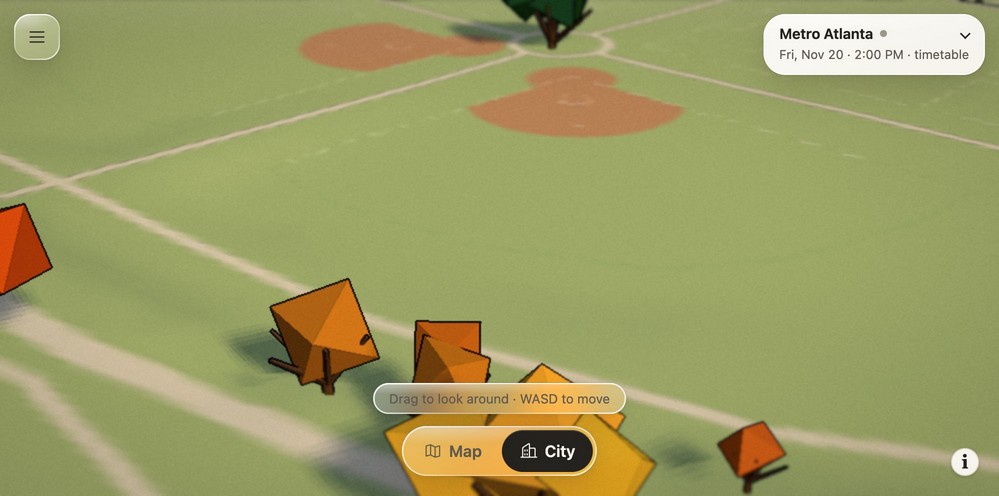 Metro Atlanta
Fri, Nov 20 · 2:00 PM · timetable
Drag to look around · WASD to move
Map
City
i